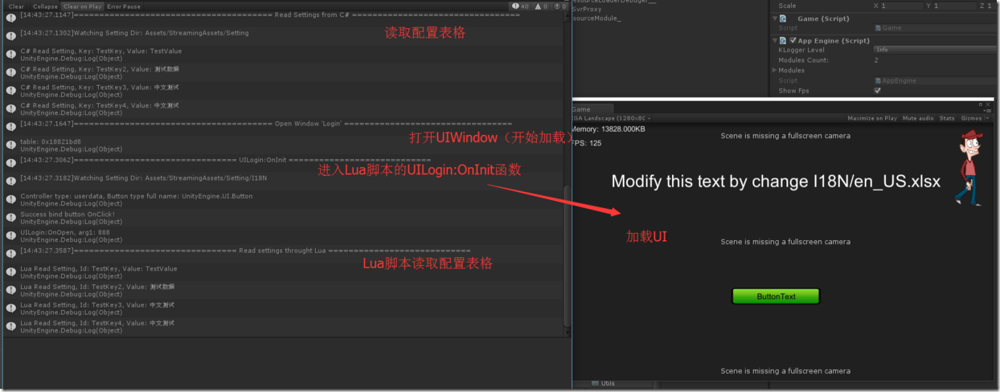 Clear Collapse Clear on Play Error Pause 40 0 0
[14:43:27.1147]======================================= Read Settings from C# =================================
读取配置表格
[14:43:27.1302]Watching Setting Dir: Assets/StreamingAssets/Setting
C# Read Setting, Key: TestKey, Value: TestValue
UnityEngine.Debug:Log(Object)
C# Read Setting, Key: TestKey2, Value: 测试数据
UnityEngine.Debug:Log(Object)
C# Read Setting, Key: TestKey3, Value: 中文测试
UnityEngine.Debug:Log(Object)
C# Read Setting, Key: TestKey4, Value: 中文测试
UnityEngine.Debug:Log(Object)
[14:43:27.1647]======================================= Open Window 'Login' =================================
打开UIWindow（开始加载）
table: 0x18821bd8
UnityEngine.Debug:Log(Object)
[14:43:27.3062]================================ UILogin:OnInit ============================
进入Lua脚本的UILogin:OnInit函数
[14:43:27.3182]Watching Setting Dir: Assets/StreamingAssets/Setting/I18N
Controller type: userdata, Button type full name: UnityEngine.UI.Button
UnityEngine.Debug:Log(Object)
Success bind button OnClick!
UnityEngine.Debug:Log(Object)
UILogin:OnOpen, arg1: 888
UnityEngine.Debug:Log(Object)
[14:43:27.3587]================================ Read settings throught Lua ============================
Lua脚本读取配置表格
Lua Read Setting, Id: TestKey, Value: TestValue
UnityEngine.Debug:Log(Object)
Lua Read Setting, Id: TestKey2, Value: 测试数据
UnityEngine.Debug:Log(Object)
Lua Read Setting, Id: TestKey3, Value: 中文测试
UnityEngine.Debug:Log(Object)
Lua Read Setting, Id: TestKey4, Value: 中文测试
UnityEngine.Debug:Log(Object)
esourceLoaderDebuger__
SvrProxy
sourceModule_
Scale X 1 Y 1 Z 1
Game (Script)
Script Game
App Engine (Script)
KLogger Level Info
Modules Count: 2
Modules
Script AppEngine
Show Fps
Game
GA Landscape (1280x80
Maximize on Play Mute audio Stats Gizmos
Memory: 13828.000KB
FPS: 125
Scene is missing a fullscreen camera
Modify this text by change I18N/en_US.xlsx
加载UI
Scene is missing a fullscreen camera
ButtonText
Scene is missing a fullscreen camera
Utils